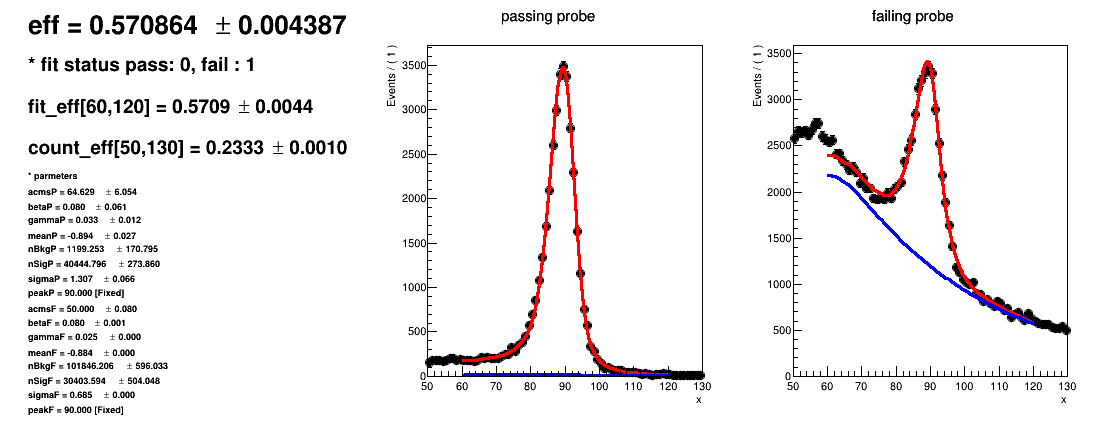 eff = 0.570864 ± 0.004387
* fit status pass: 0, fail : 1
fit_eff[60,120] = 0.5709 ± 0.0044
count_eff[50,130] = 0.2333 ± 0.0010
* parmeters
acmsP = 64.629 ± 6.054
betaP = 0.080 ± 0.061
gammaP = 0.033 ± 0.012
meanP = -0.894 ± 0.027
nBkgP = 1199.253 ± 170.795
nSigP = 40444.796 ± 273.860
sigmaP = 1.307 ± 0.066
peakP = 90.000 [Fixed]
acmsF = 50.000 ± 0.080
betaF = 0.080 ± 0.001
gammaF = 0.025 ± 0.000
meanF = -0.884 ± 0.000
nBkgF = 101846.206 ± 596.033
nSigF = 30403.594 ± 504.048
sigmaF = 0.685 ± 0.000
peakF = 90.000 [Fixed]
passing probe
Events / ( 1 )
3500
3000
2500
2000
1500
1000
500
0
50 60 70 80 90 100 110 120 130
x
failing probe
Events / ( 1 )
3500
3000
2500
2000
1500
1000
500
0
50 60 70 80 90 100 110 120 130
x